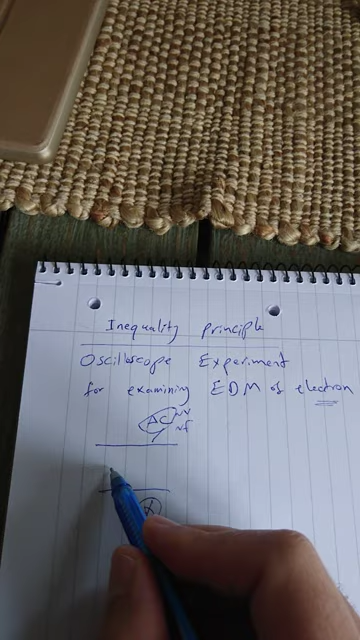 Inequality principle
Oscilloscope Experiment
for examining EDM of electron
AC